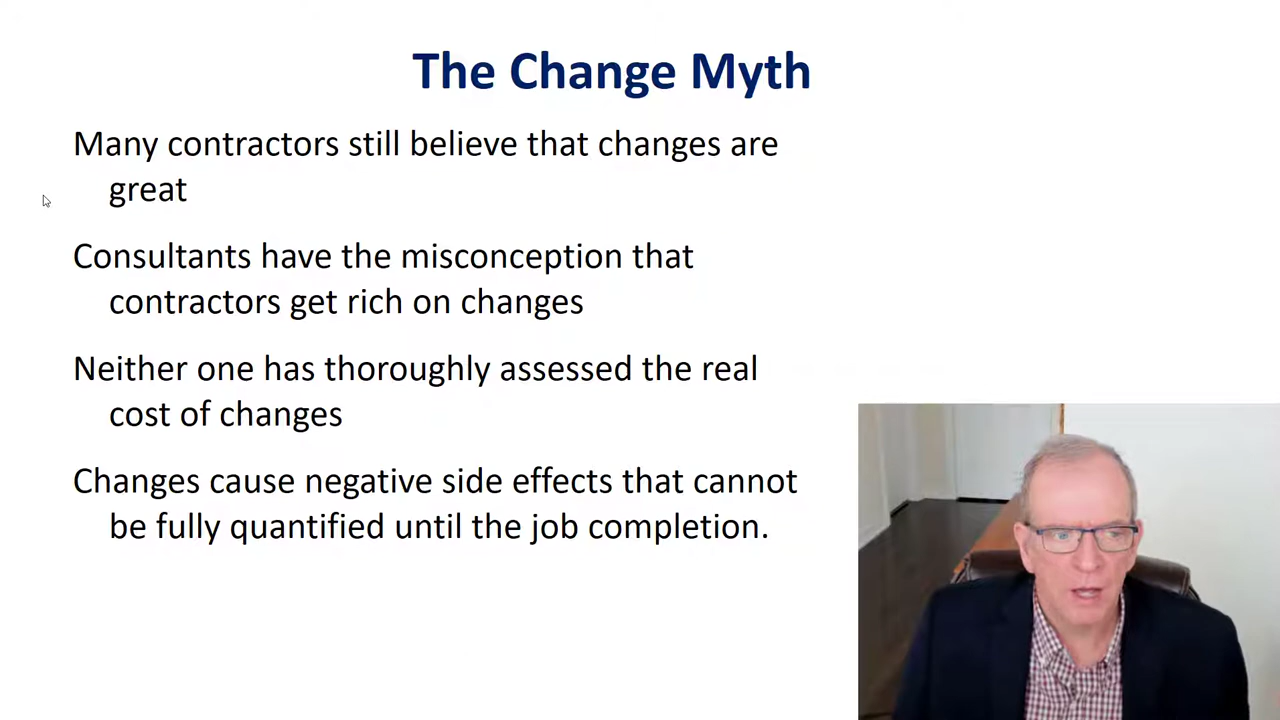 The Change Myth
Many contractors still believe that changes are
great
Consultants have the misconception that
contractors get rich on changes
Neither one has thoroughly assessed the real
cost of changes
Changes cause negative side effects that cannot
be fully quantified until the job completion.